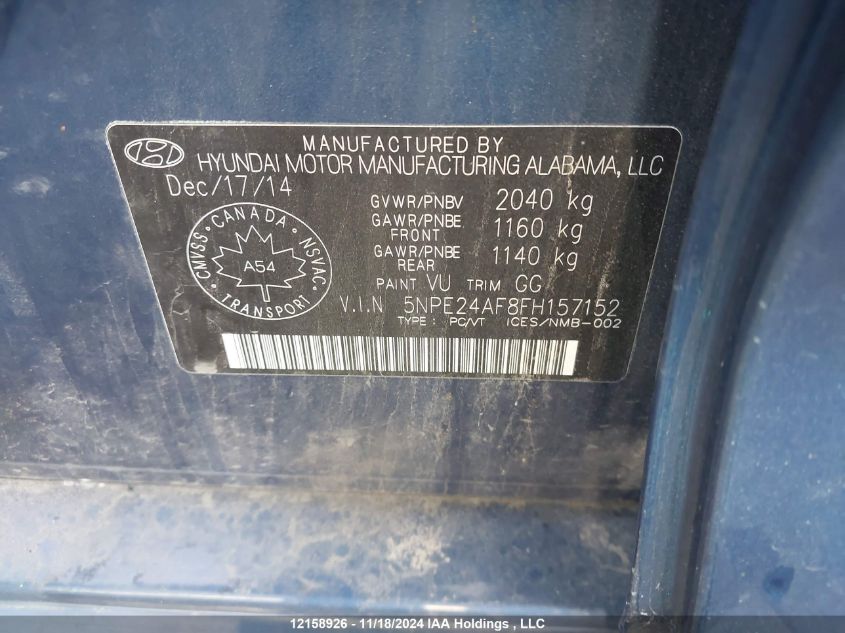 MANUFACTURED BY
HYUNDAI MOTOR MANUFACTURING ALABAMA, LLC
Dec/17/14
GVWR/PNBV 2040 kg
GAWR/PNBE FRONT 1160 kg
GAWR/PNBE REAR 1140 kg
PAINT VU TRIM GG
CANADA
CMVSS · NSVAC
A54
TRANSPORT
V.I.N 5NPE24AF8FH157152
TYPE : PC/VT ICES/NMB-002
12158926 - 11/18/2024 IAA Holdings , LLC